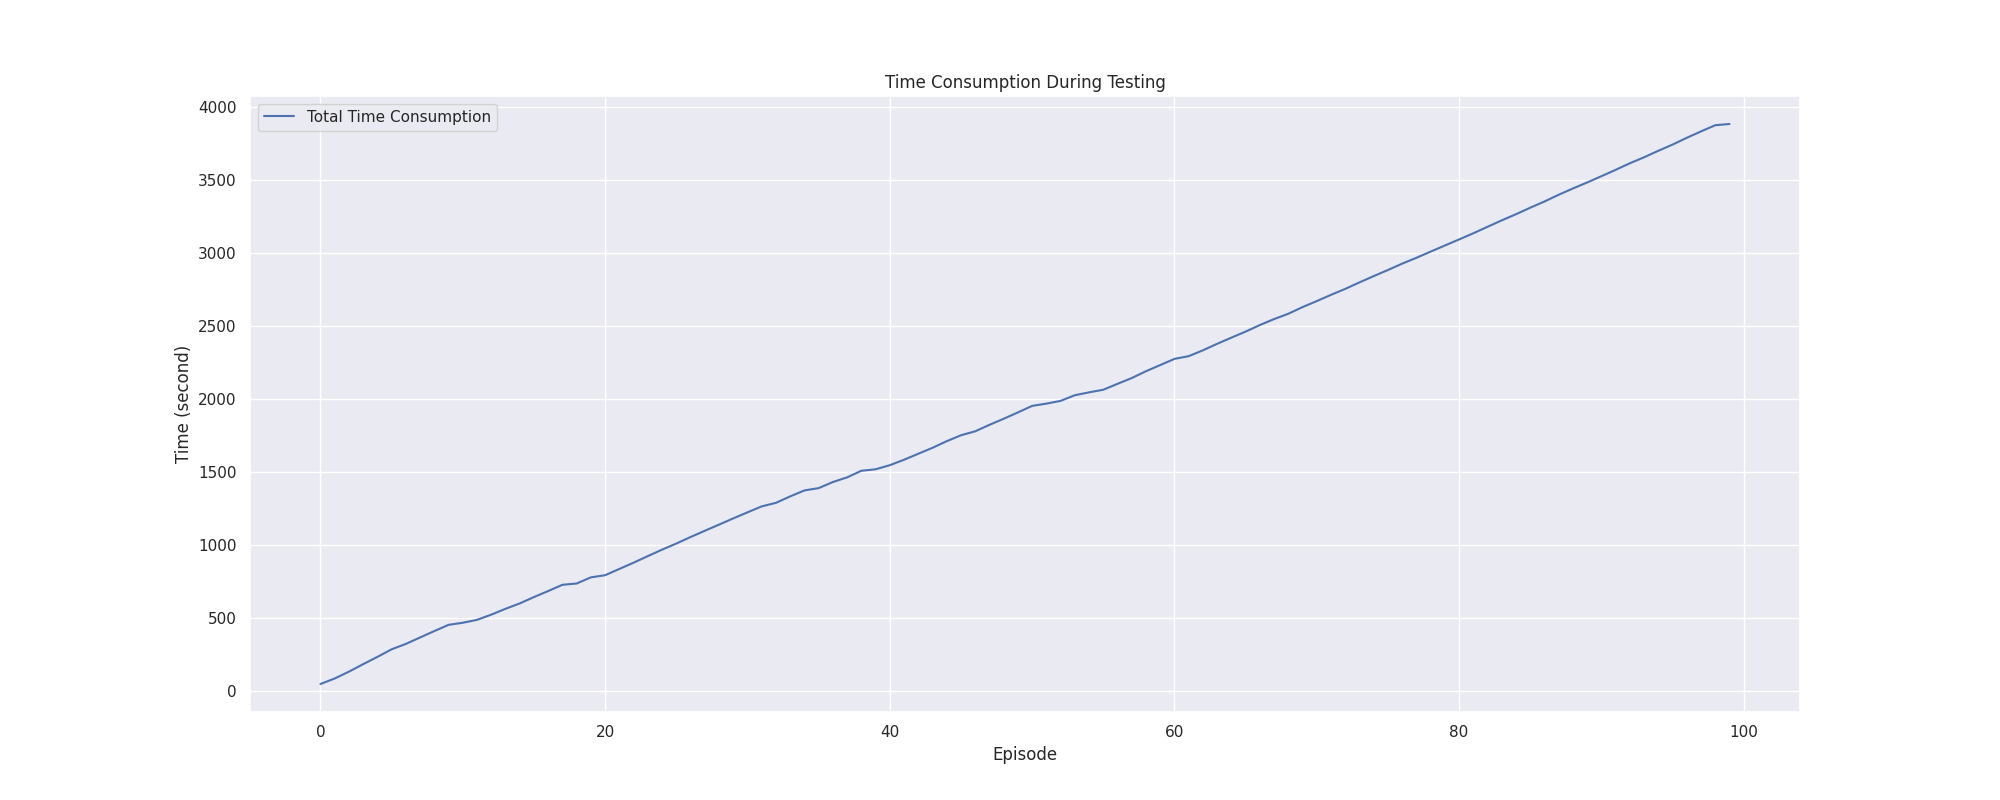 Time Consumption During Testing
Total Time Consumption
4000
3500
3000
2500
2000
1500
1000
500
0
Time (second)
0 20 40 60 80 100
Episode